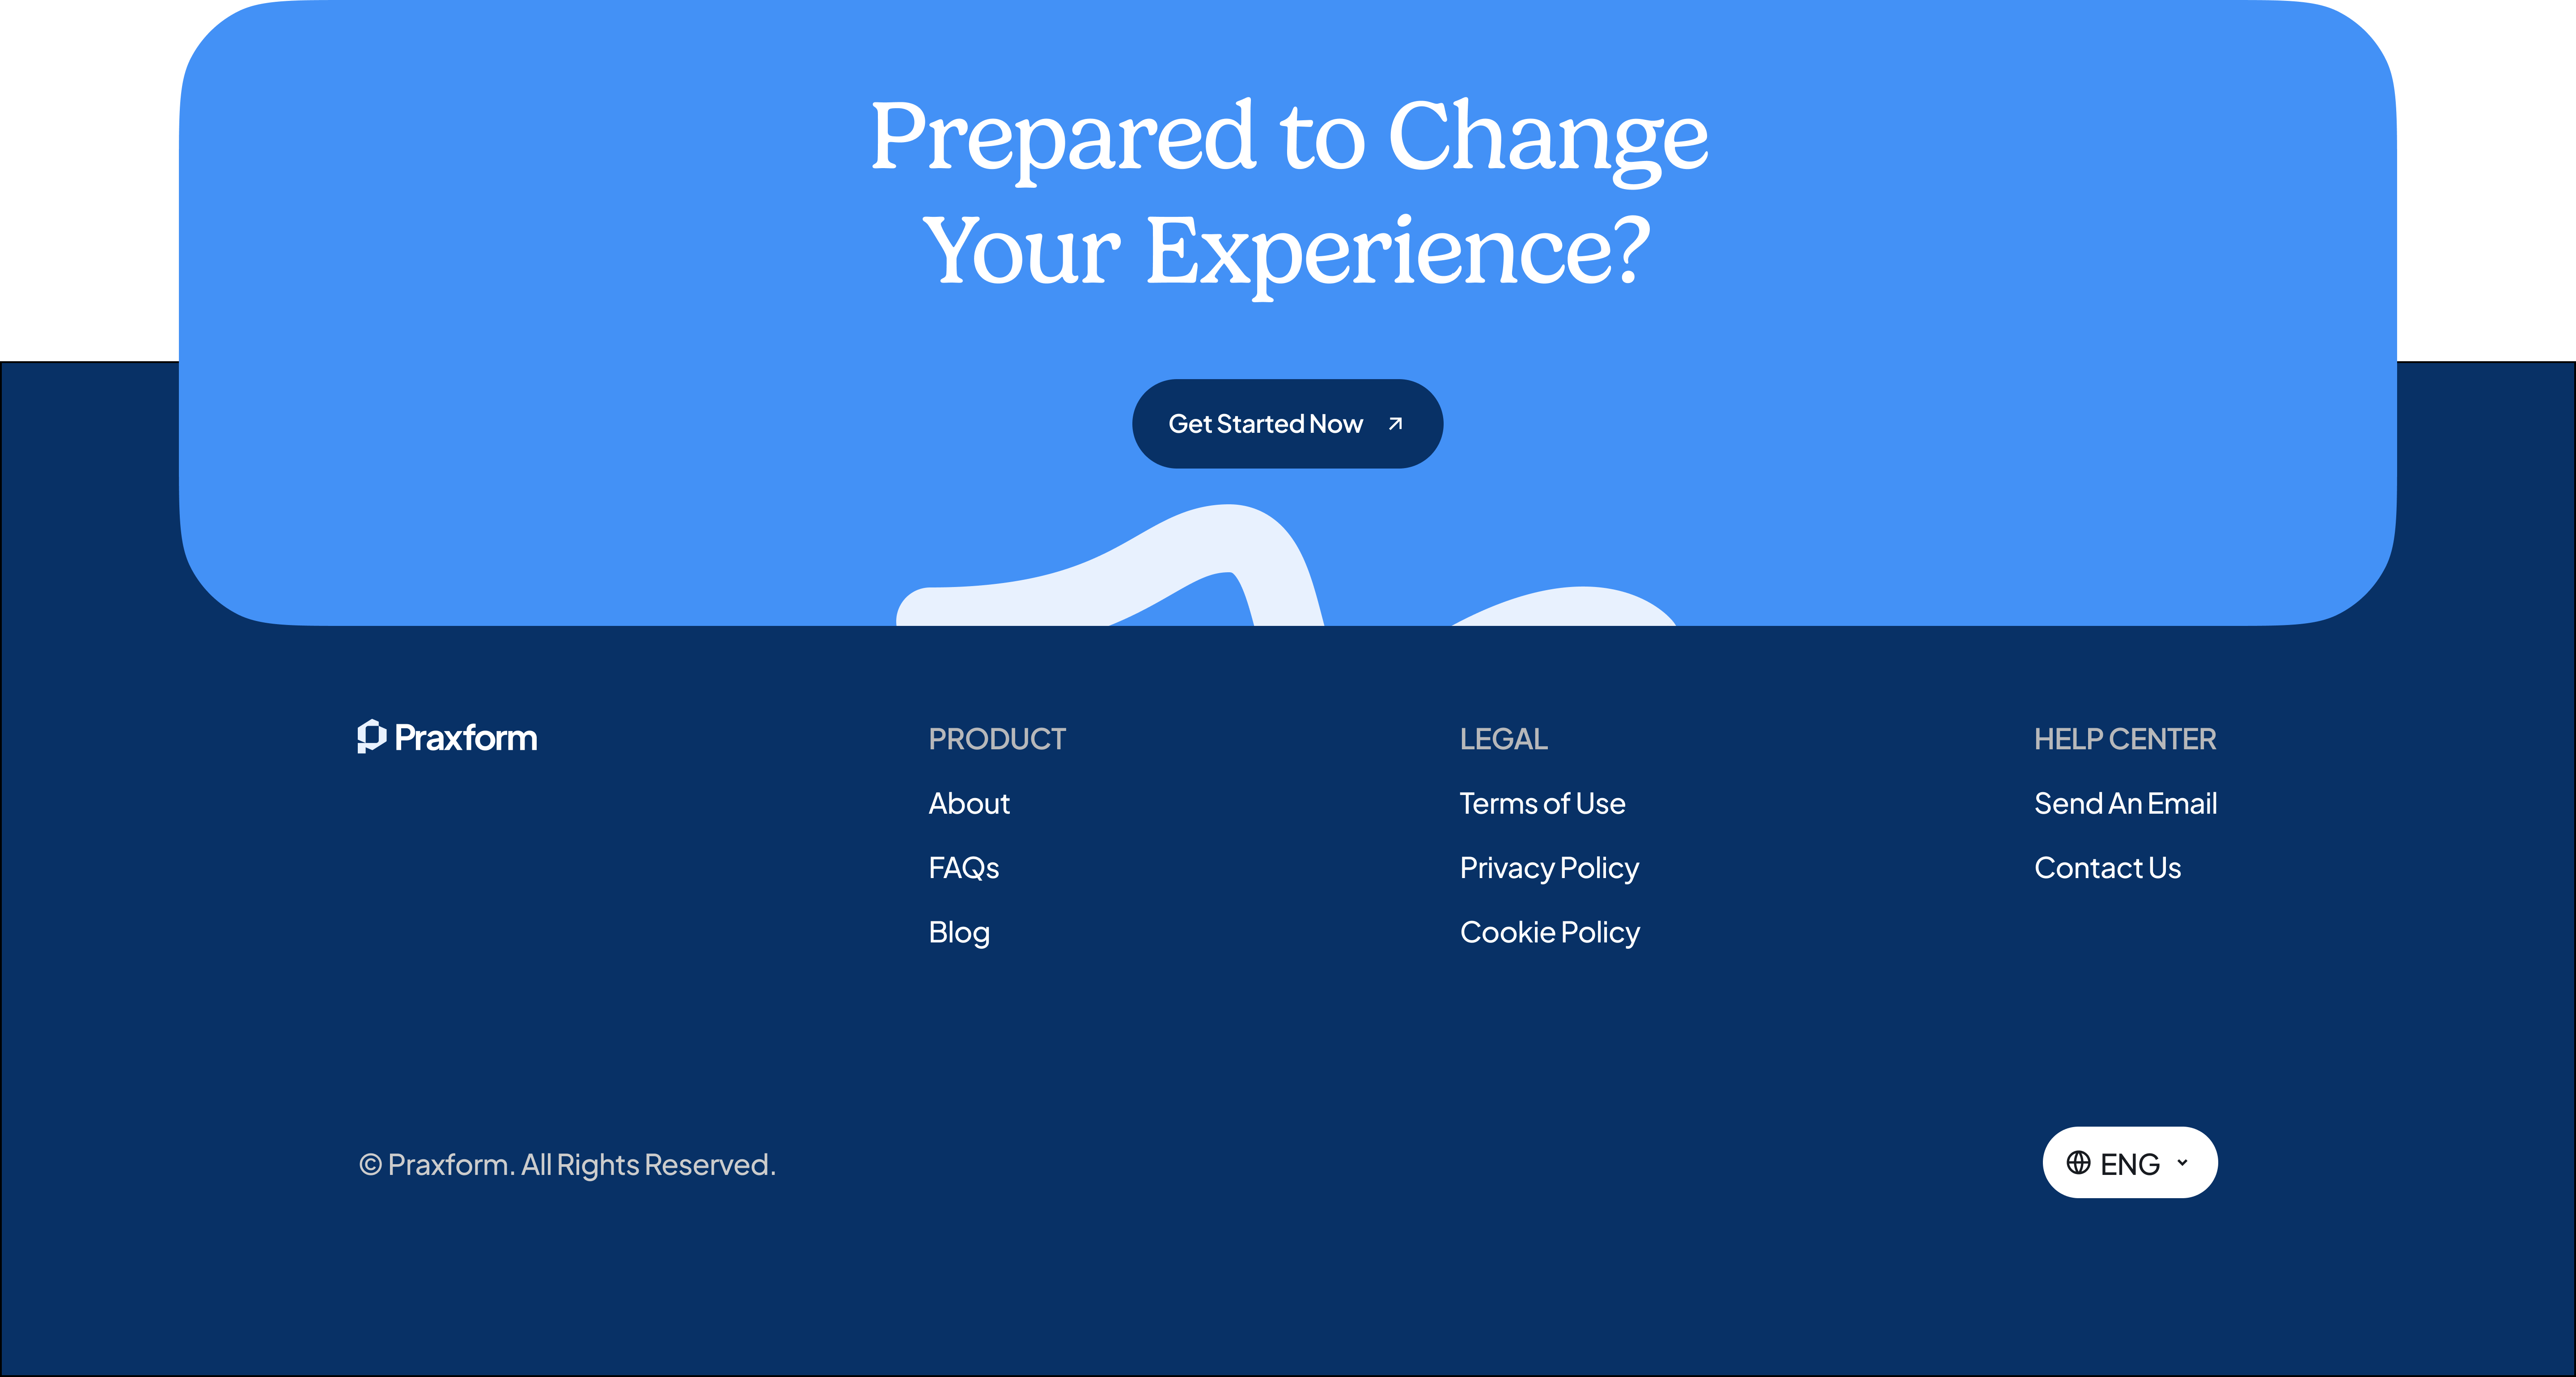 Prepared to Change
Your Experience?
Get Started Now
Praxform
PRODUCT
About
FAQs
Blog
LEGAL
Terms of Use
Privacy Policy
Cookie Policy
HELP CENTER
Send An Email
Contact Us
© Praxform. All Rights Reserved.
ENG